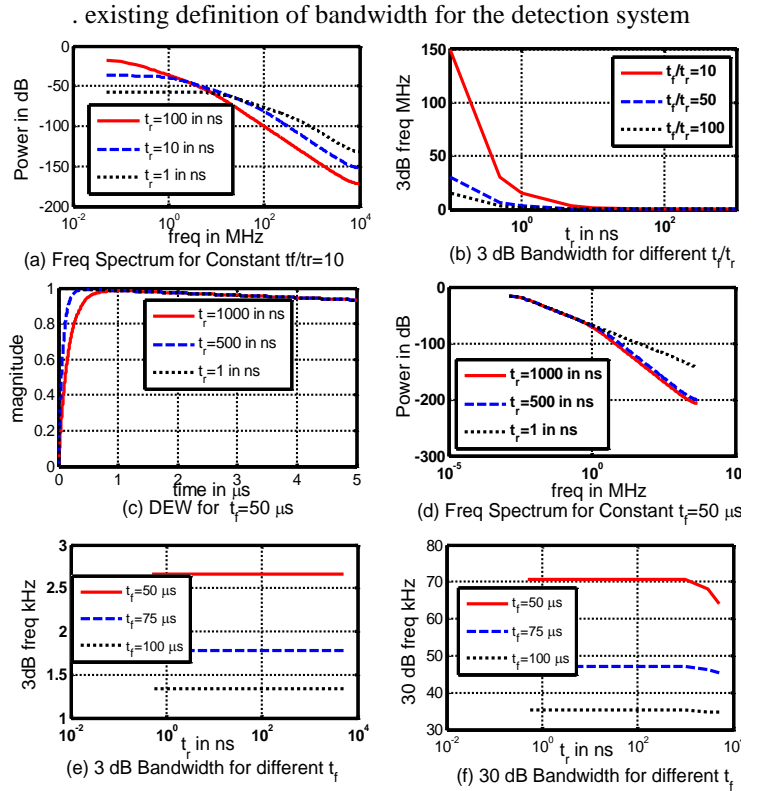 . existing definition of bandwidth for the detection system
0
-50
-100
-150
-200
Power in dB
t_r=100 in ns
t_r=10 in ns
t_r=1 in ns
10^-2
10^0
10^2
10^4
freq in MHz
(a) Freq Spectrum for Constant tf/tr=10
150
100
50
0
3dB freq MHz
t_f/t_r=10
t_f/t_r=50
t_f/t_r=100
10^0
10^2
t_r in ns
(b) 3 dB Bandwidth for different t_f/t_r
1
0.8
0.6
0.4
0.2
0
magnitude
t_r=1000 in ns
t_r=500 in ns
t_r=1 in ns
0
1
2
3
4
5
time in μs
(c) DEW for t_f=50 μs
0
-100
-200
-300
Power in dB
t_r=1000 in ns
t_r=500 in ns
t_r=1 in ns
10^-5
10^0
10
freq in MHz
(d) Freq Spectrum for Constant t_f=50 μs
3
2.5
2
1.5
1
3dB freq kHz
t_f=50 μs
t_f=75 μs
t_f=100 μs
10^-2
10^0
10^2
10^4
t_r in ns
(e) 3 dB Bandwidth for different t_f
80
70
60
50
40
30
30 dB freq kHz
t_f=50 μs
t_f=75 μs
t_f=100 μs
10^-2
10^0
10^2
10^4
t_r in ns
(f) 30 dB Bandwidth for different t_f